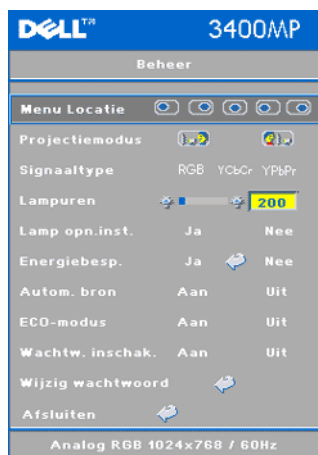 DELL™ 3400MP
Beheer
Menu Locatie
Projectiemodus
Signaaltype RGB YCbCr YPbPr
Lampuren 200
Lamp opn.inst. Ja Nee
Energiebesp. Ja Nee
Autom. bron Aan Uit
ECO-modus Aan Uit
Wachtw. inschak. Aan Uit
Wijzig wachtwoord
Afsluiten
Analog RGB 1024x768 / 60Hz